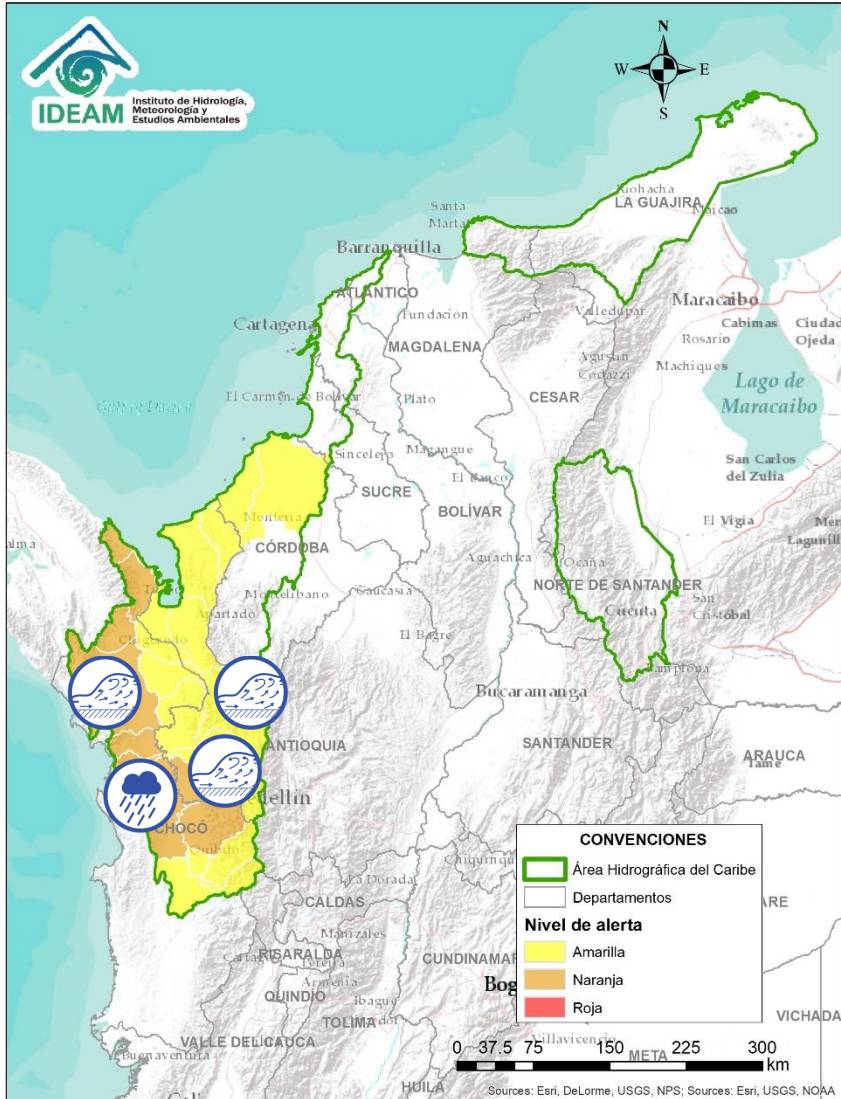 IDEAM
Instituto de Hidrología,
Meteorología y
Estudios Ambientales
N
W E
S
Riohacha
LA GUAJIRA
Maicao
Santa
Marta
Barranquilla
ATLÁNTICO
Cartagena
Fundación
MAGDALENA
Valledupar
Maracaibo
Cabimas
Ciudad
Ojeda
Rosario
Machiques
Agustín
Codazzi
CESAR
Lago de
Maracaibo
El Carmen de Bolívar
Plato
Sincelejo
Magangue
San Carlos
del Zulia
SUCRE
El Banco
BOLÍVAR
Montería
CÓRDOBA
El Vigía
Aguachica
Ocaña
NORTE DE SANTANDER
Cúcuta
San
Cristóbal
Montelíbano
Caucasia
Apartadó
El Bagre
Bucaramanga
ANTIOQUIA
SANTANDER
ARAUCA
Tame
CHOCÓ
Quibdó
La Dorada
CALDAS
Manizales
RISARALDA
Pereira
Armenia
QUINDÍO
Ibagué
TOLIMA
VALLE DEL CAUCA
Buenaventura
HUILA
Villavicencio
META
VICHADA
CONVENCIONES
Área Hidrográfica del Caribe
Departamentos
Nivel de alerta
Amarilla
Naranja
Roja
0 37.5 75 150 225 300
km
Sources: Esri, DeLorme, USGS, NPS; Sources: Esri, USGS, NOAA